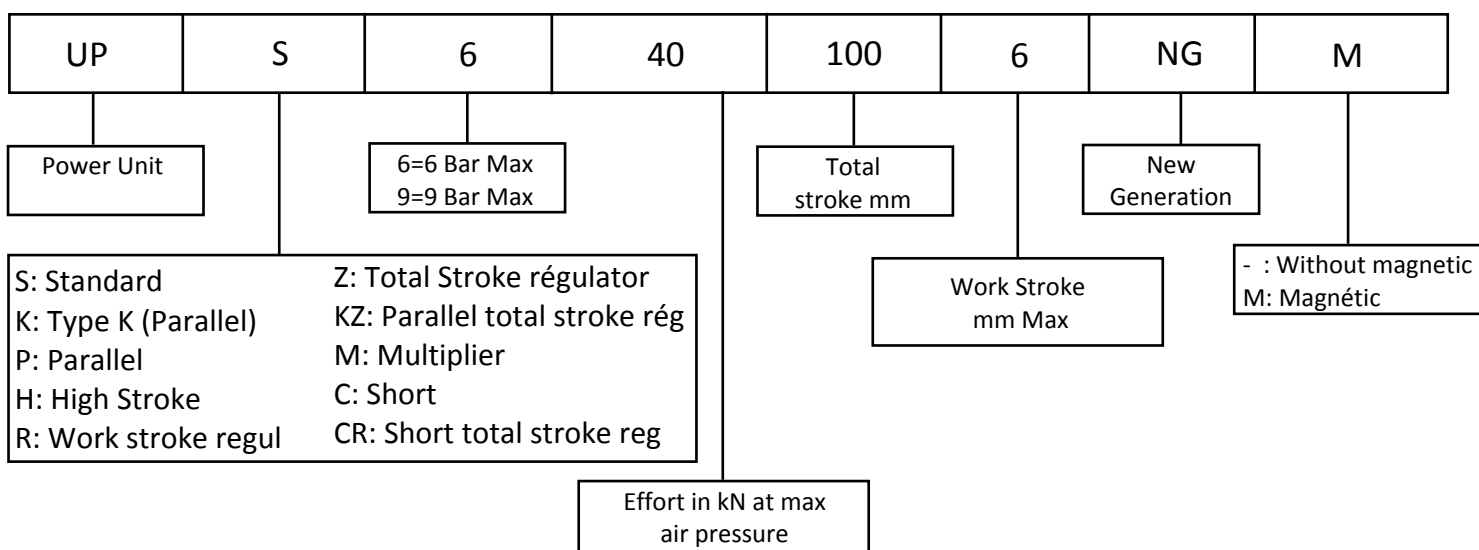 UP S 6 40 100 6 NG M
Power Unit
6=6 Bar Max
9=9 Bar Max
Total
stroke mm
New
Generation
S: Standard
K: Type K (Parallel)
P: Parallel
H: High Stroke
R: Work stroke regul
Z: Total Stroke régulator
KZ: Parallel total stroke rég
M: Multiplier
C: Short
CR: Short total stroke reg
Work Stroke
mm Max
- : Without magnetic
M: Magnétic
Effort in kN at max
air pressure